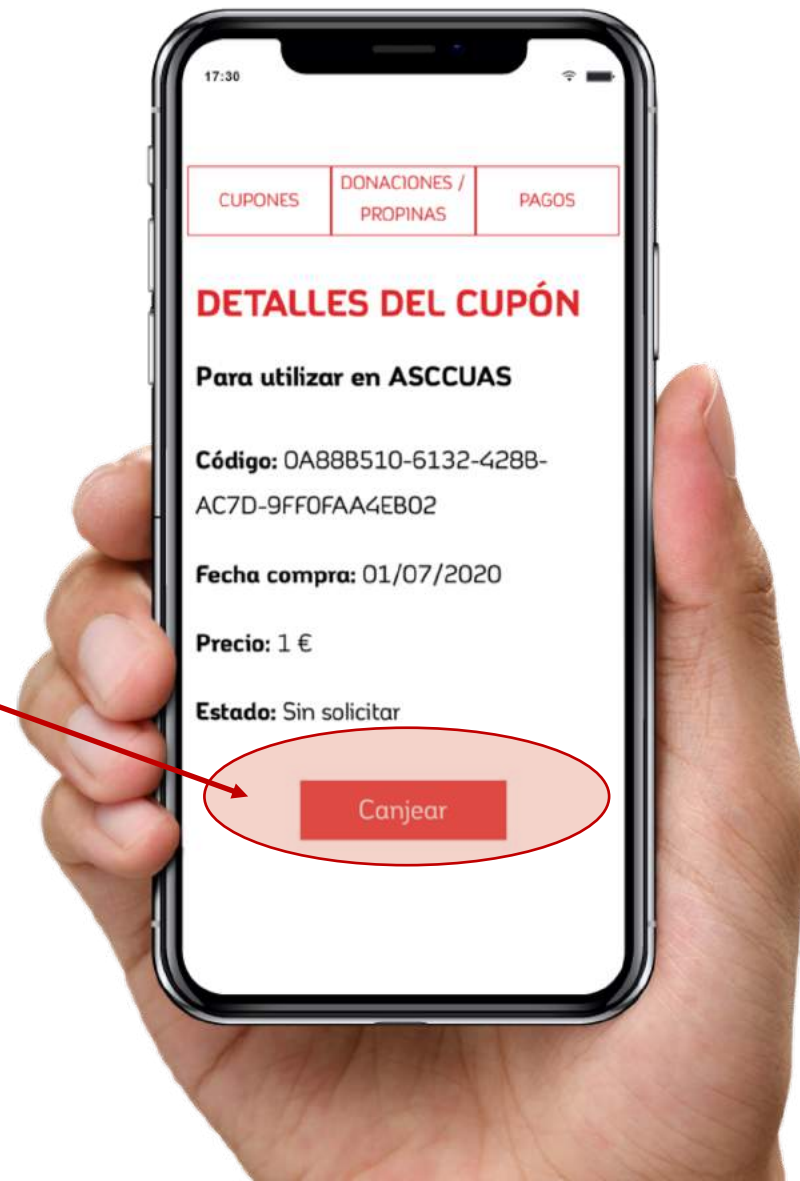 17:30
CUPONES
DONACIONES /
PROPINAS
PAGOS
DETALLES DEL CUPÓN
Para utilizar en ASCCUAS
Código: 0A88B510-6132-428B-
AC7D-9FF0FAA4EB02
Fecha compra: 01/07/2020
Precio: 1 €
Estado: Sin solicitar
Canjear